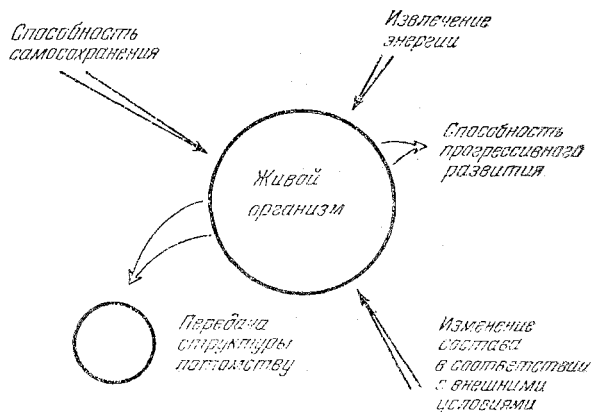 Способность
самосохранения
Извлечение
энергии
Способность
прогрессивного
развития
Живой
организм
Передача
структуры
потомству
Изменение
состава
в соответствии
с внешними
условиями